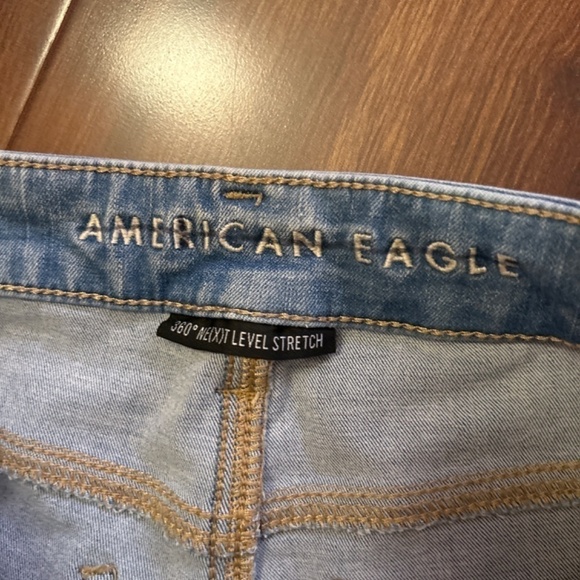 AMERICAN EAGLE
360° NE(X)T LEVEL STRETCH